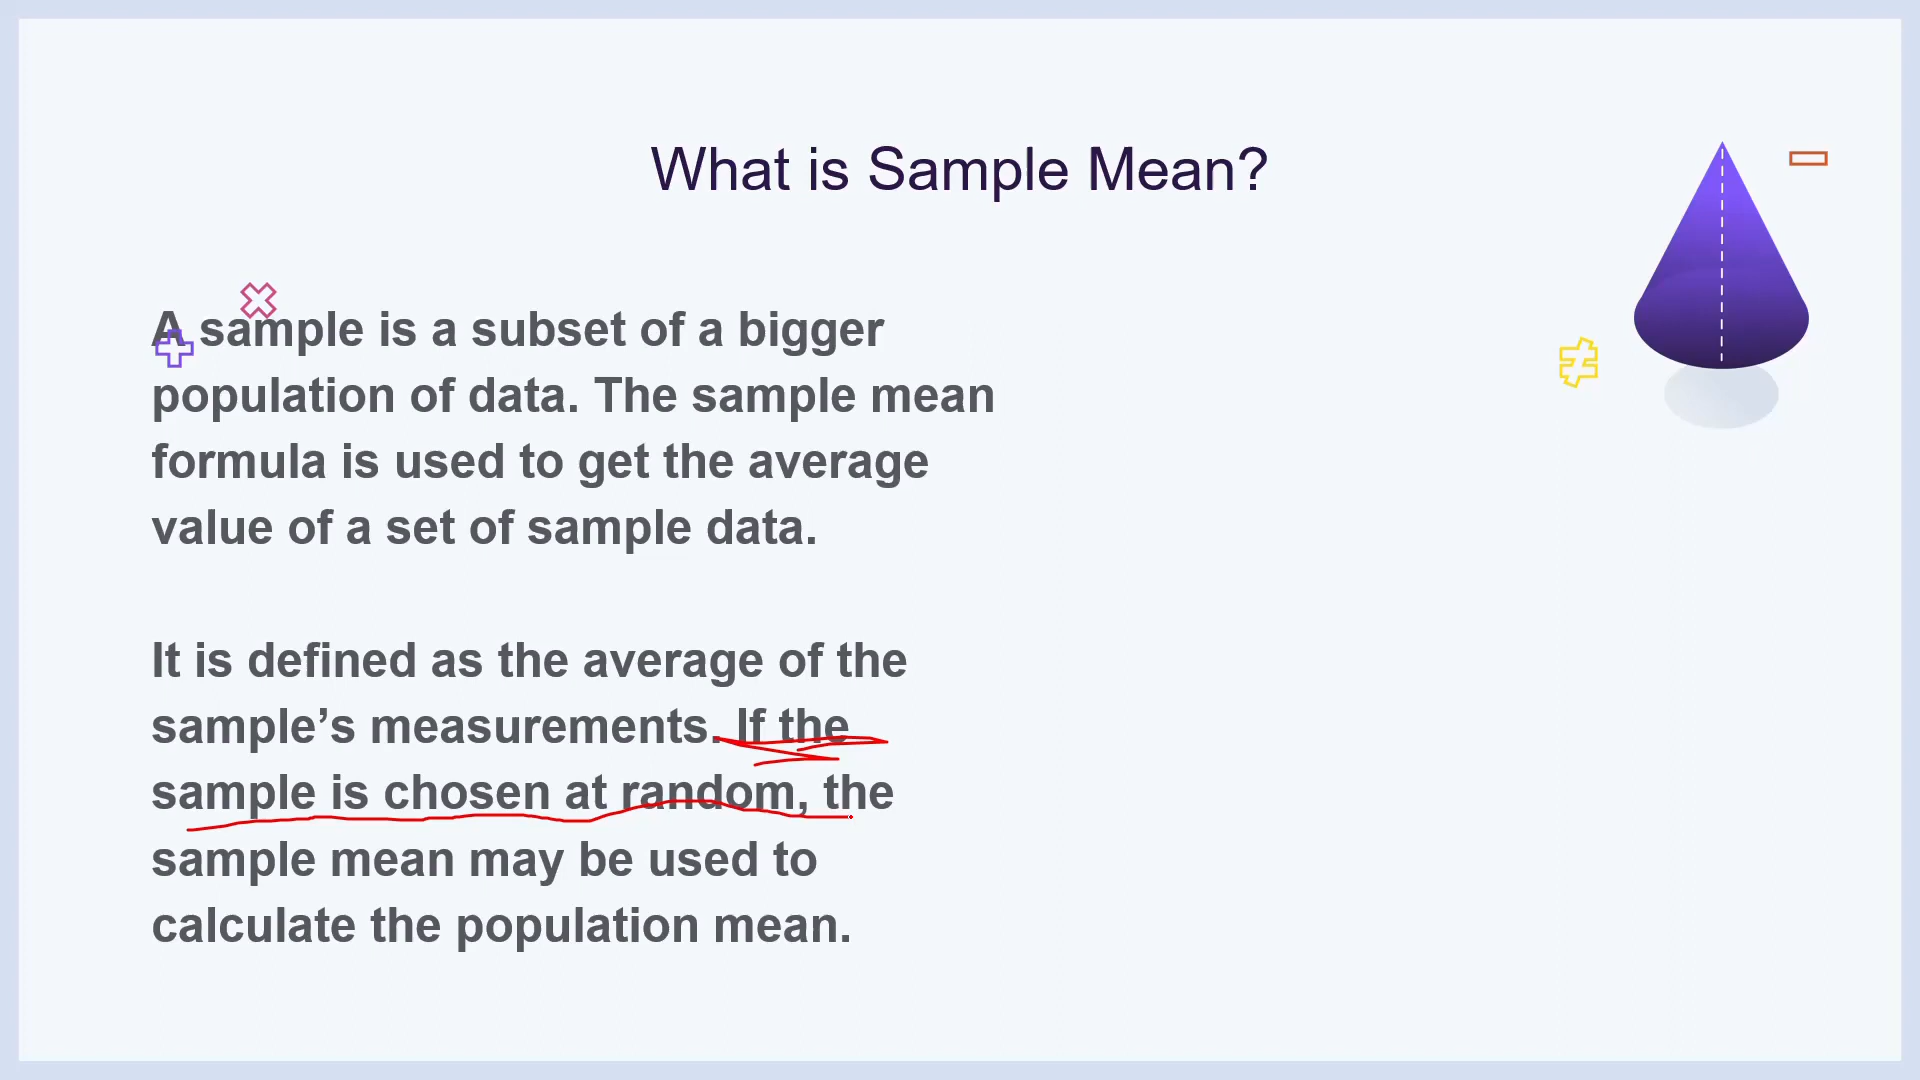 What is Sample Mean?
A sample is a subset of a bigger
population of data. The sample mean
formula is used to get the average
value of a set of sample data.
It is defined as the average of the
sample’s measurements. If the
sample is chosen at random, the
sample mean may be used to
calculate the population mean.